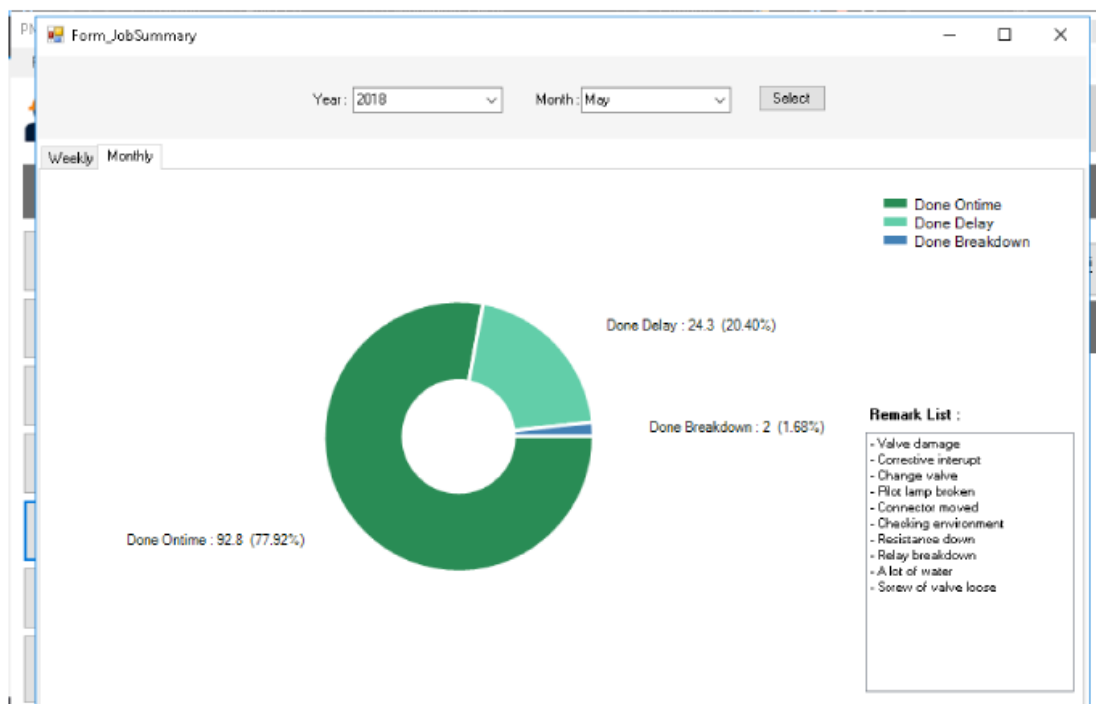 PN
Form_JobSummary
Year : 2018 Month : May Select
Weekly Monthly
Done Ontime
Done Delay
Done Breakdown
Done Delay : 24.3 (20.40%)
Done Breakdown : 2 (1.68%)
Done Ontime : 92.8 (77.92%)
Remark List :
- Valve damage
- Corrective interupt
- Change valve
- Pilot lamp broken
- Connector moved
- Checking environment
- Resistance down
- Relay breakdown
- A lot of water
- Screw of valve loose